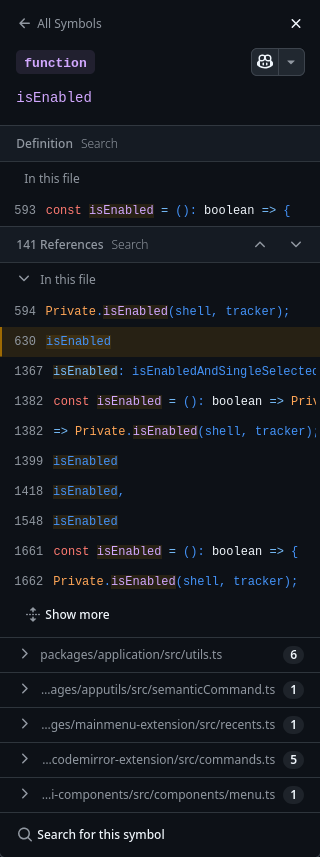 All Symbols
function
isEnabled
Definition Search
In this file
593 const isEnabled = (): boolean => {
141 References Search
In this file
594 Private.isEnabled(shell, tracker);
630 isEnabled
1367 isEnabled: isEnabledAndSingleSelected
1382 const isEnabled = (): boolean => Priv
1382 => Private.isEnabled(shell, tracker);
1399 isEnabled
1418 isEnabled,
1548 isEnabled
1661 const isEnabled = (): boolean => {
1662 Private.isEnabled(shell, tracker);
Show more
packages/application/src/utils.ts 6
...ages/apputils/src/semanticCommand.ts 1
...ges/mainmenu-extension/src/recents.ts 1
...codemirror-extension/src/commands.ts 5
...i-components/src/components/menu.ts 1
Search for this symbol